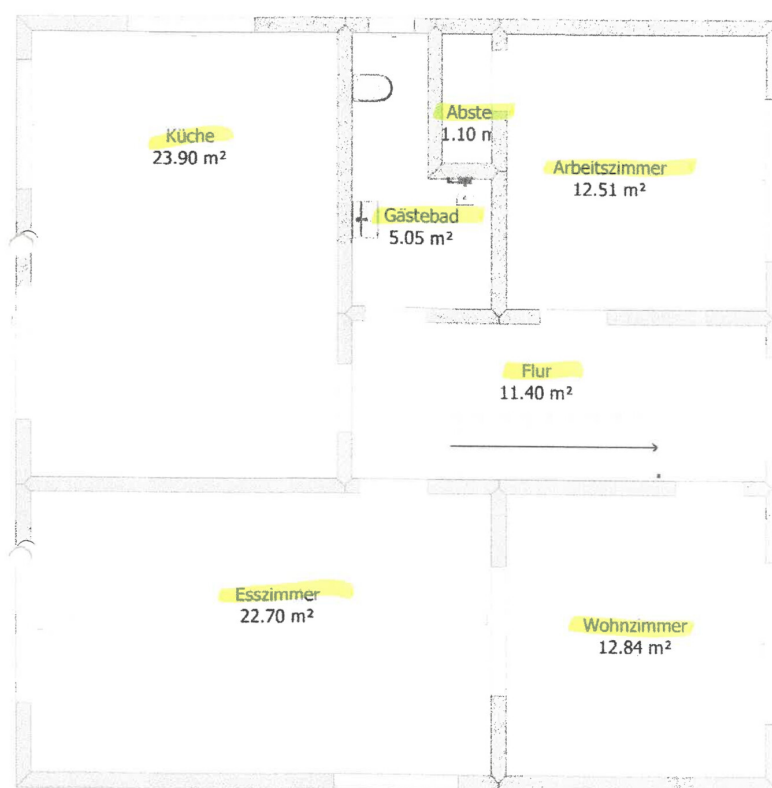 Küche
23.90 m²
Abste
1.10 m
Arbeitszimmer
12.51 m²
Gästebad
5.05 m²
Flur
11.40 m²
Esszimmer
22.70 m²
Wohnzimmer
12.84 m²